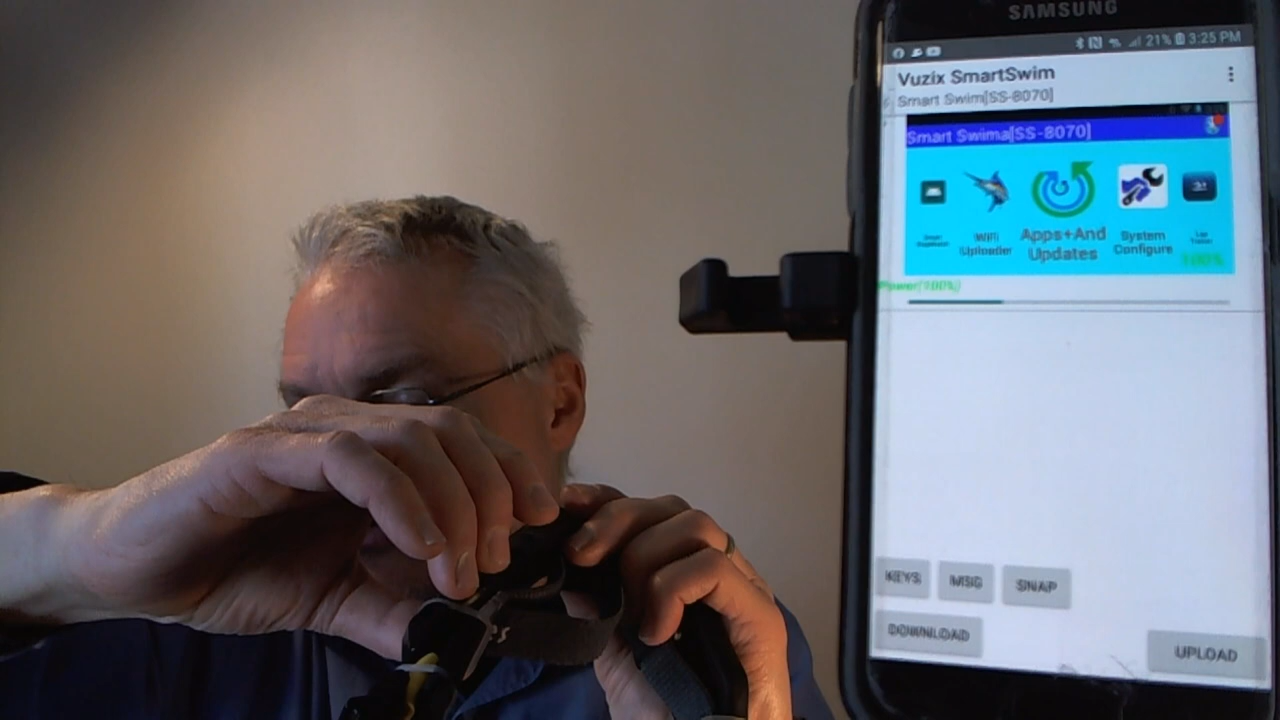 SAMSUNG
21% 3:25 PM
Vuzix SmartSwim
Smart Swim[SS-8070]
Smart Swima[SS-8070]
WiFi Uploader
Apps+And Updates
System Configure
100%
Power(100%)
KEYS MSG SNAP
DOWNLOAD
UPLOAD